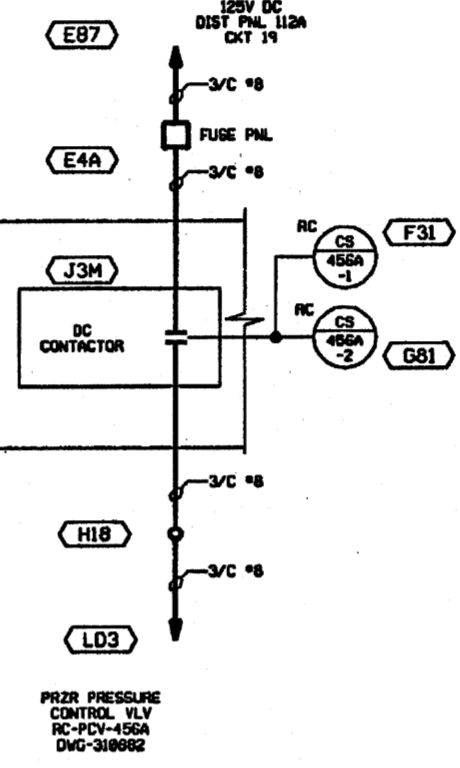 125V DC
DIST PNL 112A
CKT 19
E87
3/C #8
FUSE PNL
E4A
3/C #8
RC
CS
456A
-1
F31
J3M
DC
CONTACTOR
RC
CS
456A
-2
G81
3/C #8
H18
3/C #8
LD3
PRZR PRESSURE
CONTROL VLV
RC-PCV-456A
DWG-310882